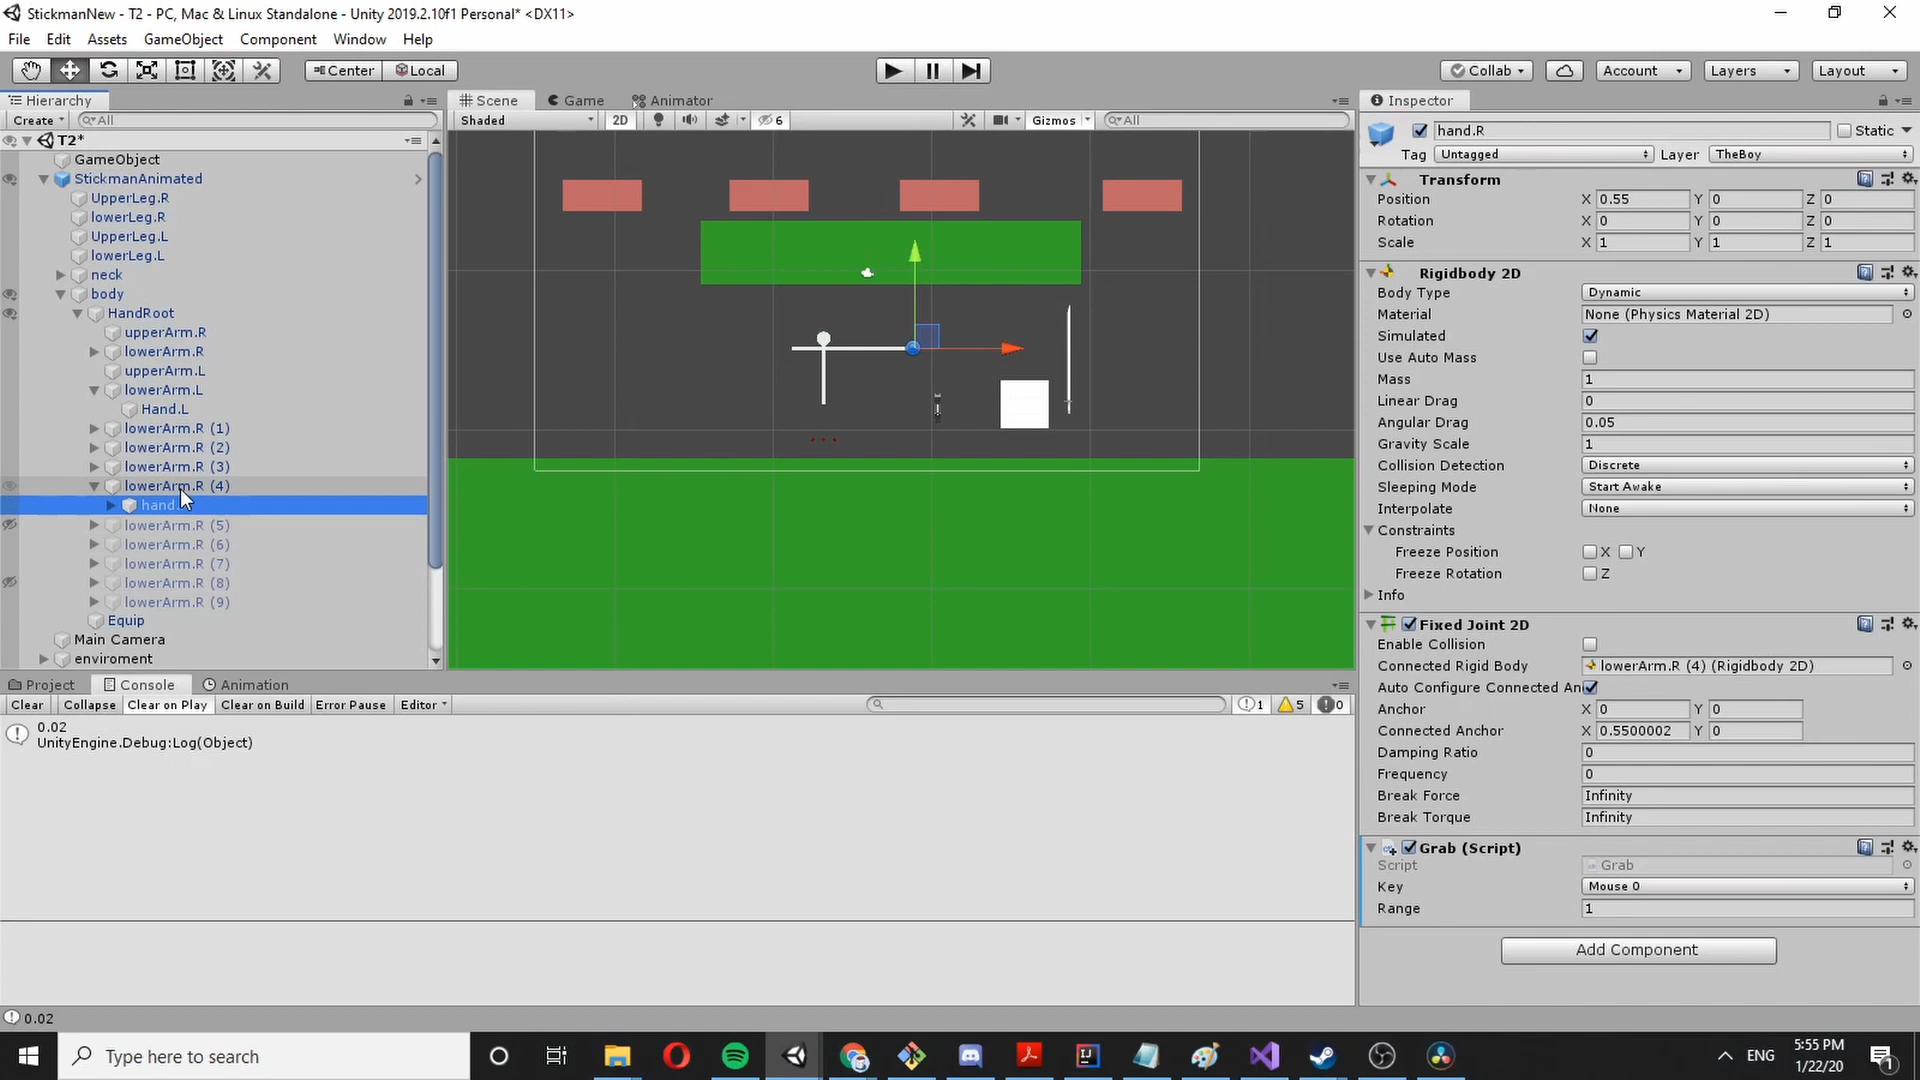 StickmanNew - T2 - PC, Mac & Linux Standalone - Unity 2019.2.10f1 Personal* <DX11>
File Edit Assets GameObject Component Window Help
Center Local
Collab Account Layers Layout
Hierarchy
Create All
T2*
GameObject
StickmanAnimated
UpperLeg.R
lowerLeg.R
UpperLeg.L
lowerLeg.L
neck
body
HandRoot
upperArm.R
lowerArm.R
upperArm.L
lowerArm.L
Hand.L
lowerArm.R (1)
lowerArm.R (2)
lowerArm.R (3)
lowerArm.R (4)
hand.
lowerArm.R (5)
lowerArm.R (6)
lowerArm.R (7)
lowerArm.R (8)
lowerArm.R (9)
Equip
Main Camera
enviroment
Scene Game Animator
Shaded 2D 6 Gizmos All
Project Console Animation
Clear Collapse Clear on Play Clear on Build Error Pause Editor 1 5 0
0.02
UnityEngine.Debug:Log(Object)
Inspector
hand.R Static
Tag Untagged Layer TheBoy
Transform
Position X 0.55 Y 0 Z 0
Rotation X 0 Y 0 Z 0
Scale X 1 Y 1 Z 1
Rigidbody 2D
Body Type Dynamic
Material None (Physics Material 2D)
Simulated
Use Auto Mass
Mass 1
Linear Drag 0
Angular Drag 0.05
Gravity Scale 1
Collision Detection Discrete
Sleeping Mode Start Awake
Interpolate None
Constraints
Freeze Position X Y
Freeze Rotation Z
Info
Fixed Joint 2D
Enable Collision
Connected Rigid Body lowerArm.R (4) (Rigidbody 2D)
Auto Configure Connected An
Anchor X 0 Y 0
Connected Anchor X 0.5500002 Y 0
Damping Ratio 0
Frequency 0
Break Force Infinity
Break Torque Infinity
Grab (Script)
Script Grab
Key Mouse 0
Range 1
Add Component
0.02
Type here to search
ENG
5:55 PM
1/22/20
1